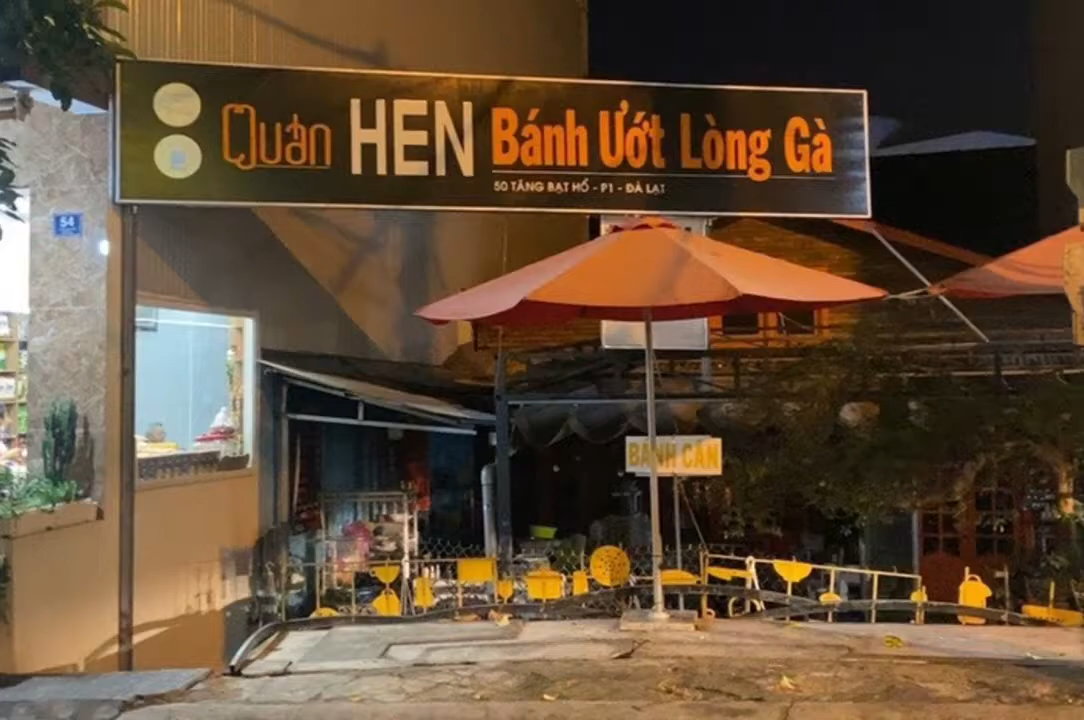 Quán HEN Bánh Ướt Lòng Gà
50 TĂNG BẠT HỔ - P1 - ĐÀ LẠT
54
BÁNH CĂN